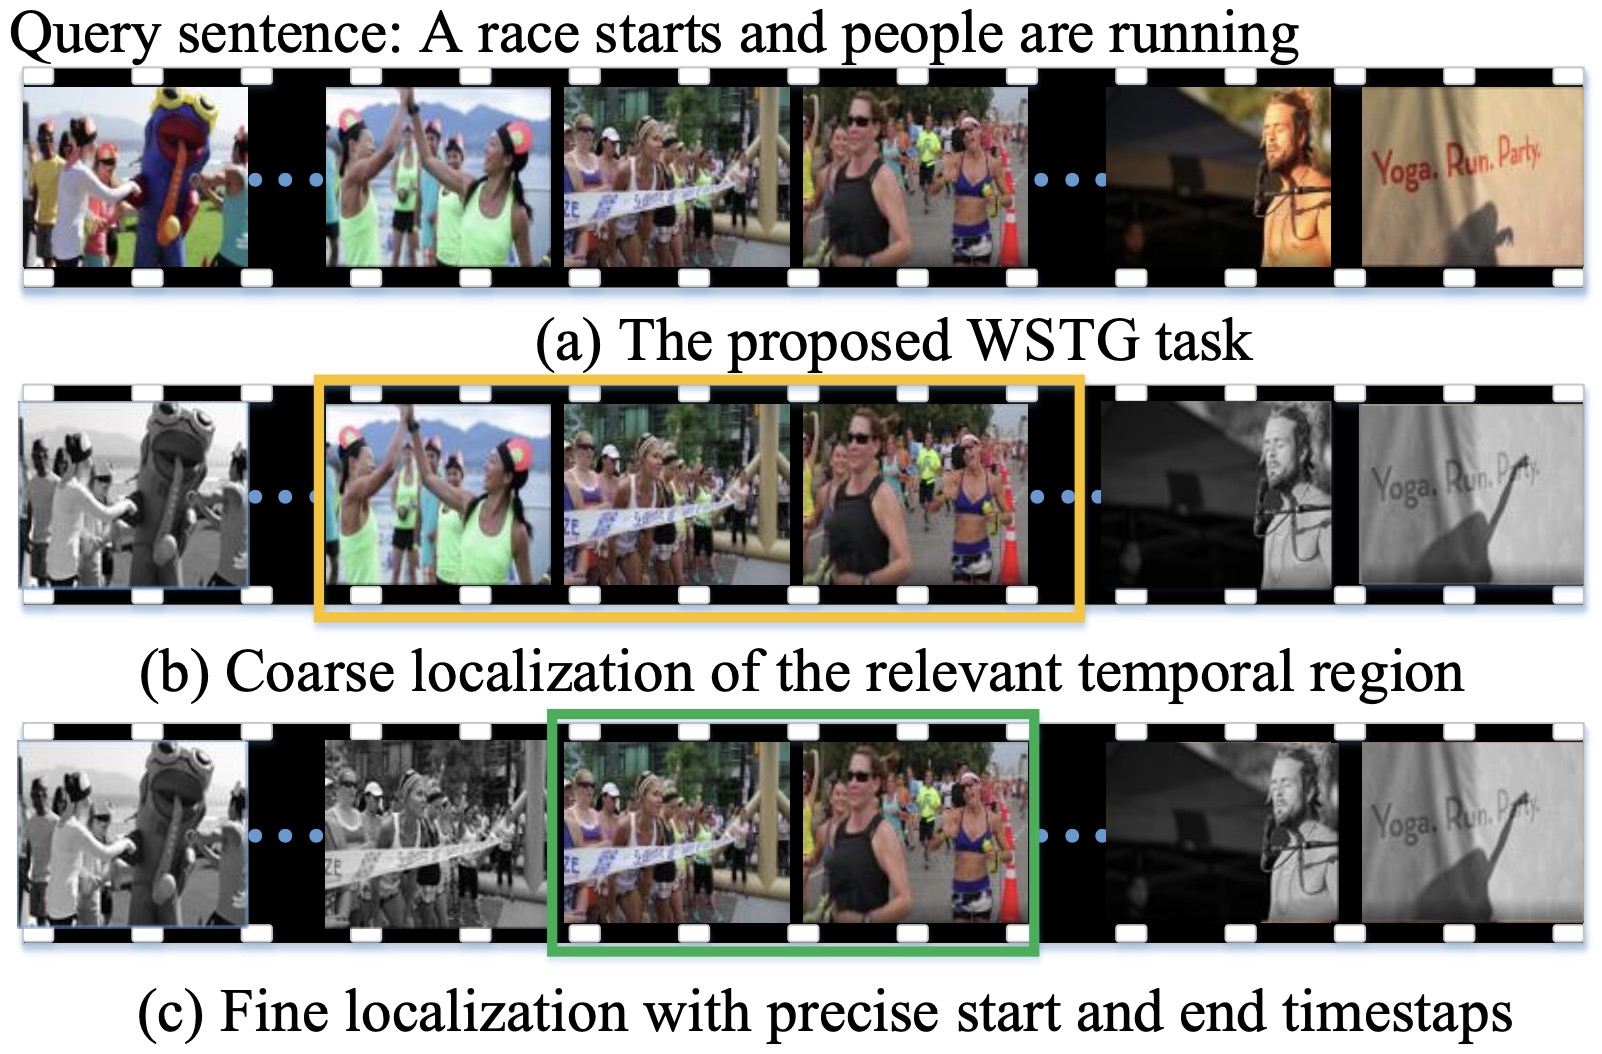 Query sentence: A race starts and people are running
Yoga. Run. Party.
(a) The proposed WSTG task
Yoga. Run. Party.
(b) Coarse localization of the relevant temporal region
Yoga. Run. Party.
(c) Fine localization with precise start and end timestaps